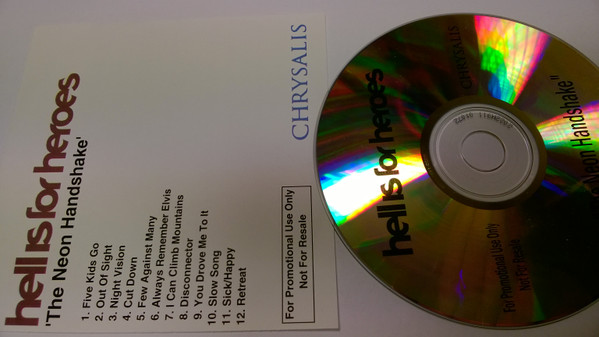 hell is for heroes
'The Neon Handshake'
1. Five Kids Go
2. Out Of Sight
3. Night Vision
4. Cut Down
5. Few Against Many
6. Always Remember Elvis
7. I Can Climb Mountains
8. Disconnector
9. You Drove Me To It
10. Slow Song
11. Sick/Happy
12. Retreat
CHRYSALIS
For Promotional Use Only
Not For Resale
hell is for heroes
CHRYSALIS
Neon Handshake"
For Promotional Use Only
Not For Resale